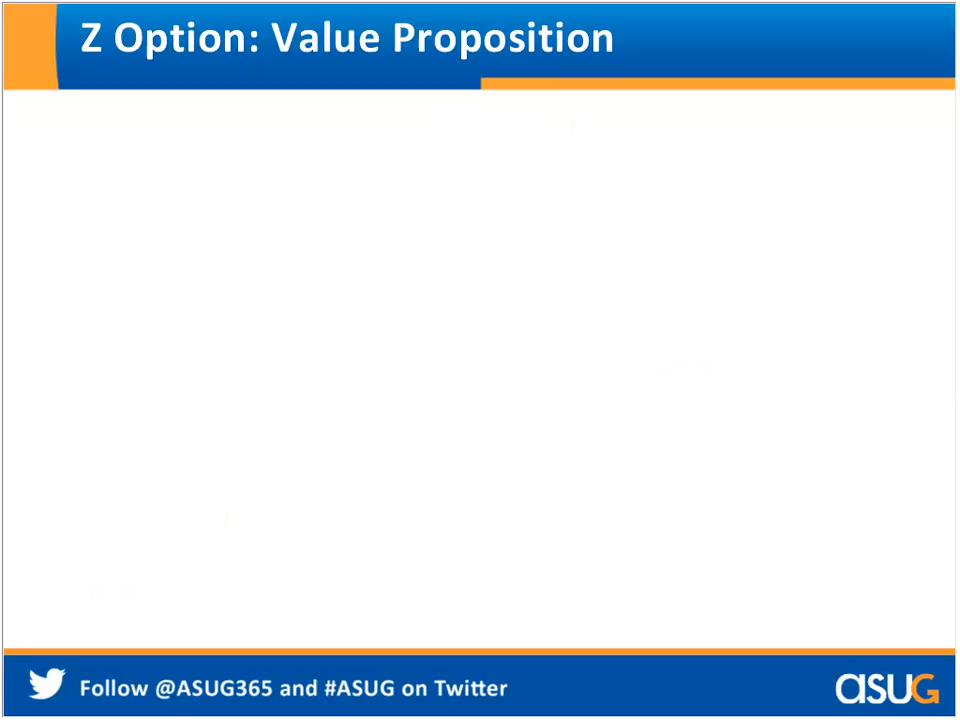 Z Option: Value Proposition
Follow @ASUG365 and #ASUG on Twitter
asuG